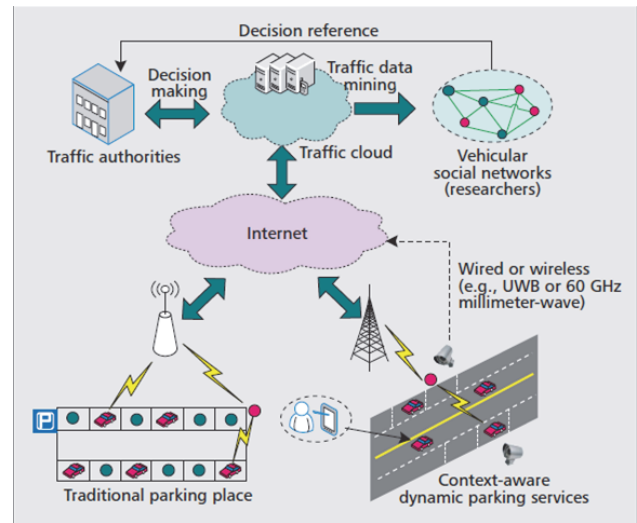 Decision reference
Decision
making
Traffic data
mining
Traffic authorities
Traffic cloud
Vehicular
social networks
(researchers)
Internet
Wired or wireless
(e.g., UWB or 60 GHz
millimeter-wave)
P
Traditional parking place
Context-aware
dynamic parking services